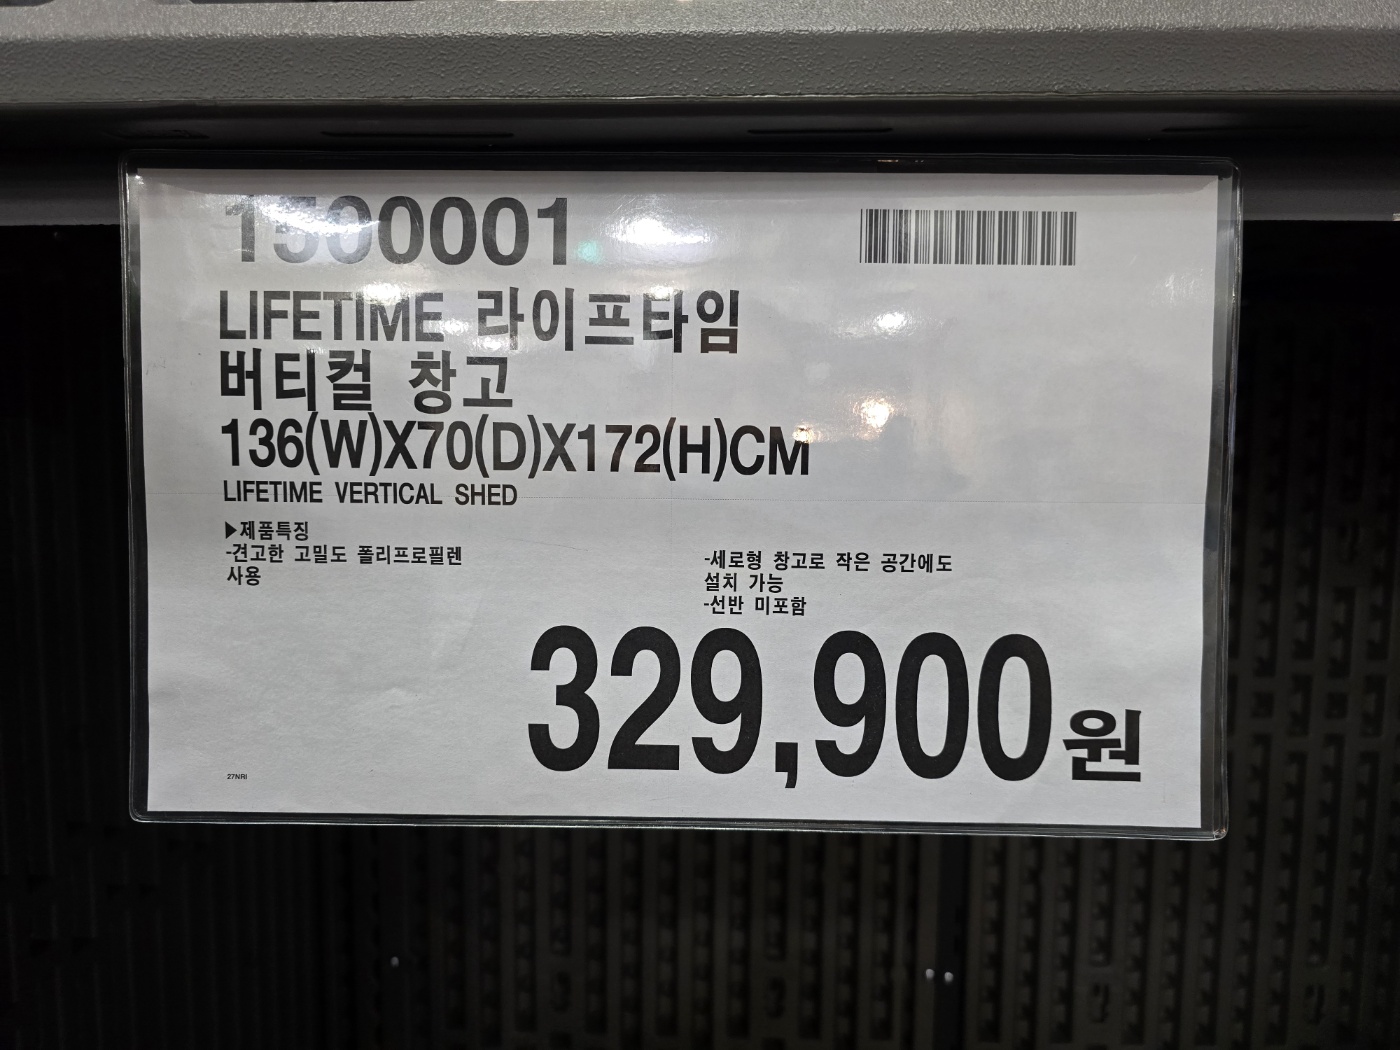 1500001
LIFETIME 라이프타임
버티컬 창고
136(W)X70(D)X172(H)CM
LIFETIME VERTICAL SHED
▶제품특징
-견고한 고밀도 폴리프로필렌
사용
-세로형 창고로 작은 공간에도
설치 가능
-선반 미포함
329,900원
27NRI